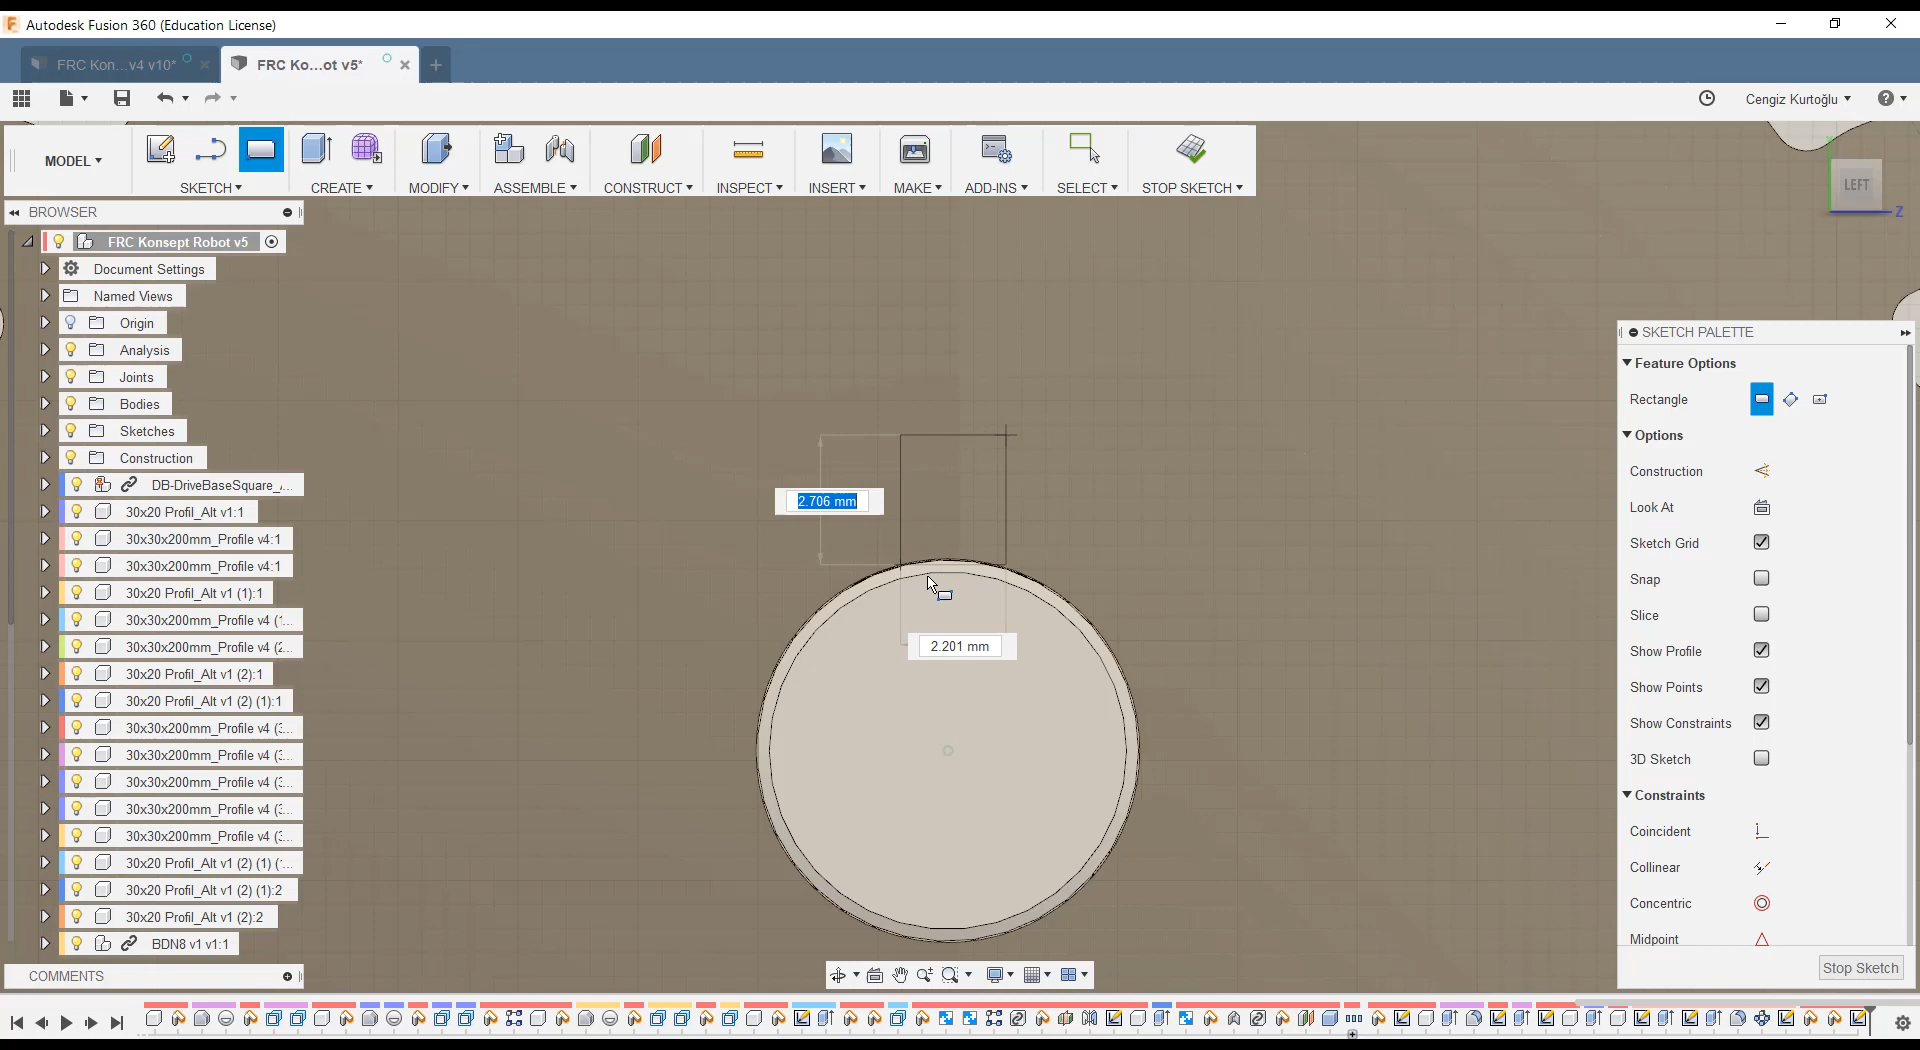 Autodesk Fusion 360 (Education License)
FRC Kon...v4 v10*
FRC Ko...ot v5*
Cengiz Kurtoğlu
MODEL
SKETCH
CREATE
MODIFY
ASSEMBLE
CONSTRUCT
INSPECT
INSERT
MAKE
ADD-INS
SELECT
STOP SKETCH
LEFT
Z
BROWSER
FRC Konsept Robot v5
Document Settings
Named Views
Origin
Analysis
Joints
Bodies
Sketches
Construction
DB-DriveBaseSquare_...
30x20 Profil_Alt v1:1
30x30x200mm_Profile v4:1
30x30x200mm_Profile v4:1
30x20 Profil_Alt v1 (1):1
30x30x200mm_Profile v4 (1...
30x30x200mm_Profile v4 (2...
30x20 Profil_Alt v1 (2):1
30x20 Profil_Alt v1 (2) (1):1
30x30x200mm_Profile v4 (3...
30x30x200mm_Profile v4 (3...
30x30x200mm_Profile v4 (3...
30x30x200mm_Profile v4 (3...
30x30x200mm_Profile v4 (3...
30x20 Profil_Alt v1 (2) (1) (...
30x20 Profil_Alt v1 (2) (1):2
30x20 Profil_Alt v1 (2):2
BDN8 v1 v1:1
COMMENTS
2.706 mm
2.201 mm
SKETCH PALETTE
Feature Options
Rectangle
Options
Construction
Look At
Sketch Grid
Snap
Slice
Show Profile
Show Points
Show Constraints
3D Sketch
Constraints
Coincident
Collinear
Concentric
Midpoint
Stop Sketch